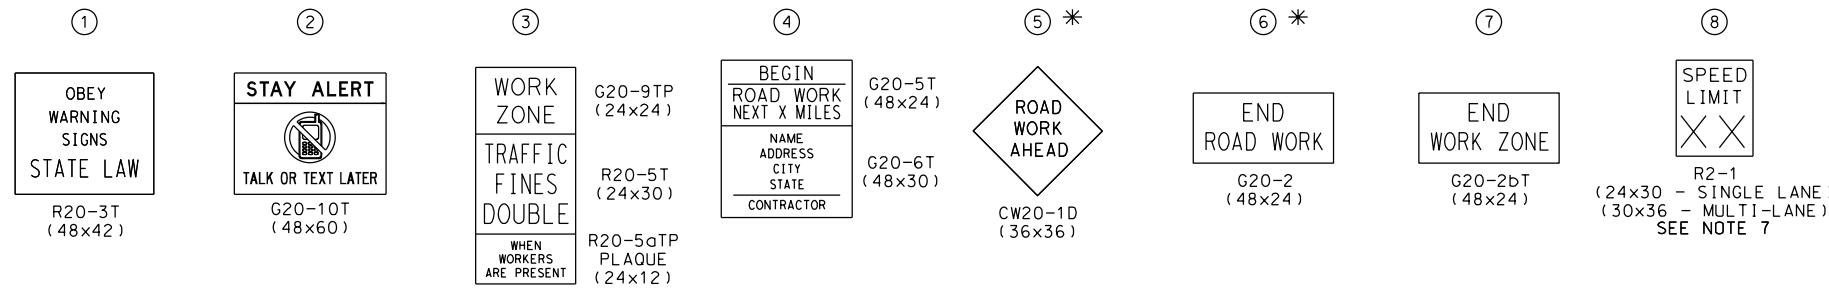 1
OBEY
WARNING
SIGNS
STATE LAW
R20-3T
(48x42)
2
STAY ALERT
TALK OR TEXT LATER
G20-10T
(48x60)
3
WORK
ZONE
G20-9TP
(24x24)
TRAFFIC
FINES
DOUBLE
R20-5T
(24x30)
WHEN
WORKERS
ARE PRESENT
R20-5aTP
PLAQUE
(24x12)
4
BEGIN
ROAD WORK
NEXT X MILES
G20-5T
(48x24)
NAME
ADDRESS
CITY
STATE
CONTRACTOR
G20-6T
(48x30)
5 *
ROAD
WORK
AHEAD
CW20-1D
(36x36)
6 *
END
ROAD WORK
G20-2
(48x24)
7
END
WORK ZONE
G20-2bT
(48x24)
8
SPEED
LIMIT
X X
R2-1
(24x30 - SINGLE LANE)
(30x36 - MULTI-LANE)
SEE NOTE 7